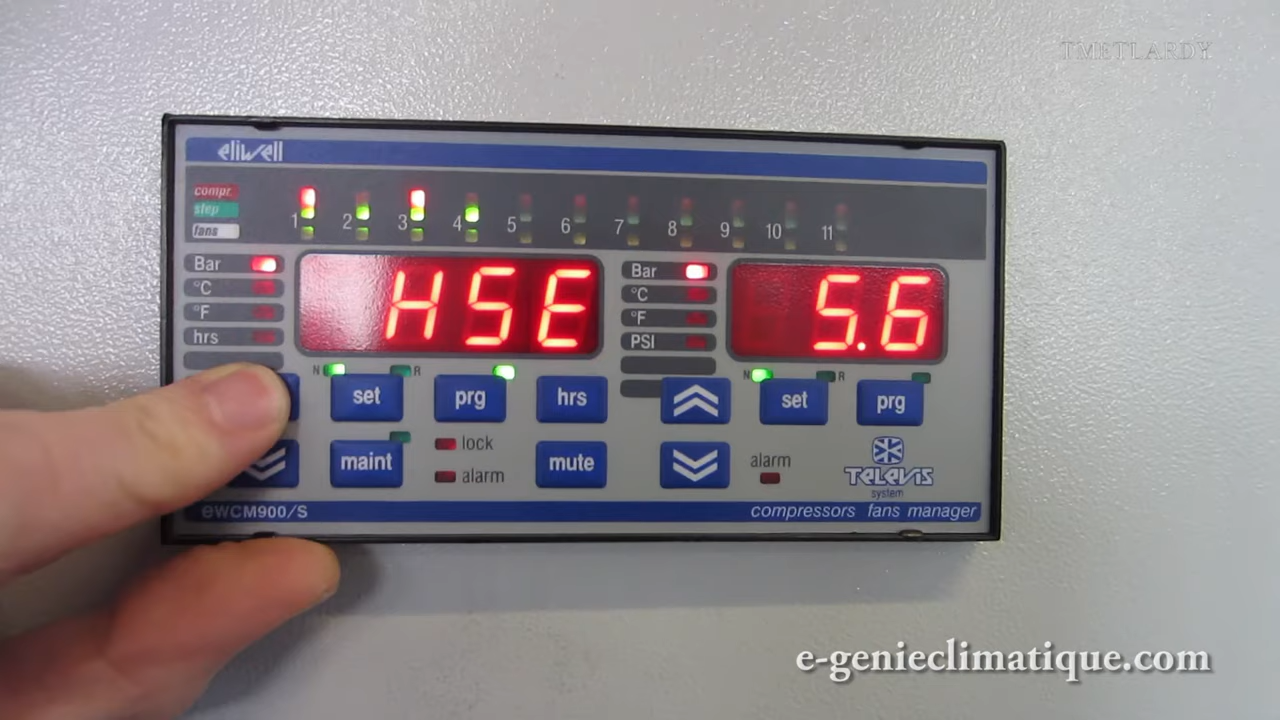 TMETLARDY
eliwell
compr.
step
fans
1 2 3 4 5 6 7 8 9 10 11
Bar
°C
°F
hrs
HSE
Bar
°C
°F
PSI
5.6
N R N R
set prg hrs set prg
maint lock mute alarm
alarm
TELEVIS
system
eWCM900/S compressors fans manager
e-genieclimatique.com